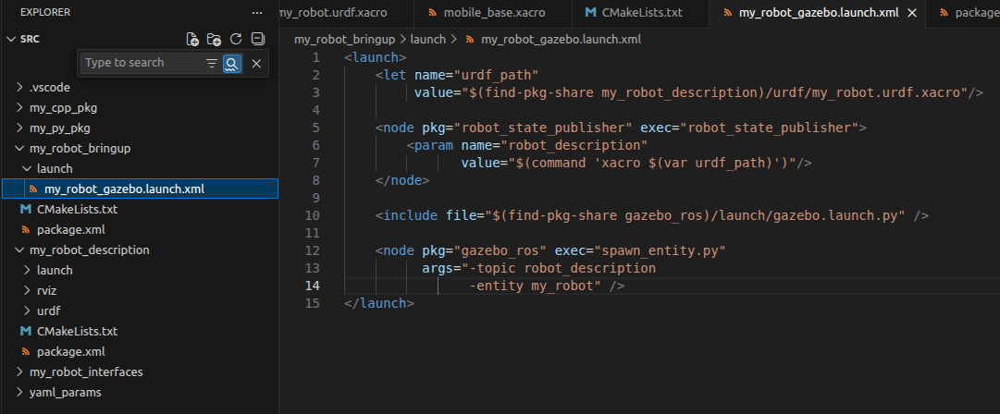 EXPLORER
SRC
Type to search
.vscode
my_cpp_pkg
my_py_pkg
my_robot_bringup
launch
my_robot_gazebo.launch.xml
CMakeLists.txt
package.xml
my_robot_description
launch
rviz
urdf
CMakeLists.txt
package.xml
my_robot_interfaces
yaml_params
my_robot.urdf.xacro mobile_base.xacro CMakeLists.txt my_robot_gazebo.launch.xml package
my_robot_bringup > launch > my_robot_gazebo.launch.xml
1 <launch>
2 <let name="urdf_path"
3 value="$(find-pkg-share my_robot_description)/urdf/my_robot.urdf.xacro"/>
4
5 <node pkg="robot_state_publisher" exec="robot_state_publisher">
6 <param name="robot_description"
7 value="$(command 'xacro $(var urdf_path)')"/>
8 </node>
9
10 <include file="$(find-pkg-share gazebo_ros)/launch/gazebo.launch.py" />
11
12 <node pkg="gazebo_ros" exec="spawn_entity.py"
13 args="-topic robot_description
14 -entity my_robot" />
15 </launch>